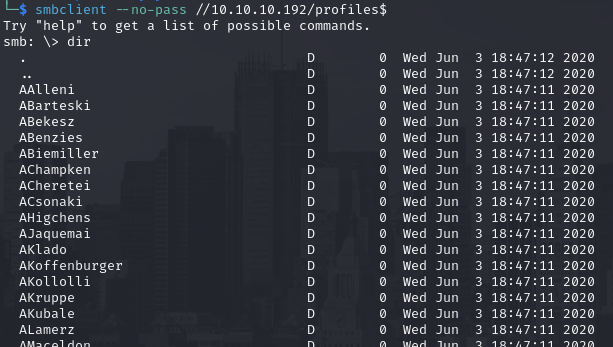 └─$ smbclient --no-pass //10.10.10.192/profiles$
Try "help" to get a list of possible commands.
smb: \> dir
. D 0 Wed Jun 3 18:47:12 2020
.. D 0 Wed Jun 3 18:47:12 2020
AAlleni D 0 Wed Jun 3 18:47:11 2020
ABarteski D 0 Wed Jun 3 18:47:11 2020
ABekesz D 0 Wed Jun 3 18:47:11 2020
ABenzies D 0 Wed Jun 3 18:47:11 2020
ABiemiller D 0 Wed Jun 3 18:47:11 2020
AChampken D 0 Wed Jun 3 18:47:11 2020
ACheretei D 0 Wed Jun 3 18:47:11 2020
ACsonaki D 0 Wed Jun 3 18:47:11 2020
AHigchens D 0 Wed Jun 3 18:47:11 2020
AJaquemai D 0 Wed Jun 3 18:47:11 2020
AKlado D 0 Wed Jun 3 18:47:11 2020
AKoffenburger D 0 Wed Jun 3 18:47:11 2020
AKollolli D 0 Wed Jun 3 18:47:11 2020
AKruppe D 0 Wed Jun 3 18:47:11 2020
AKubale D 0 Wed Jun 3 18:47:11 2020
ALamerz D 0 Wed Jun 3 18:47:11 2020
AMaceldon D 0 Wed Jun 3 18:47:11 2020